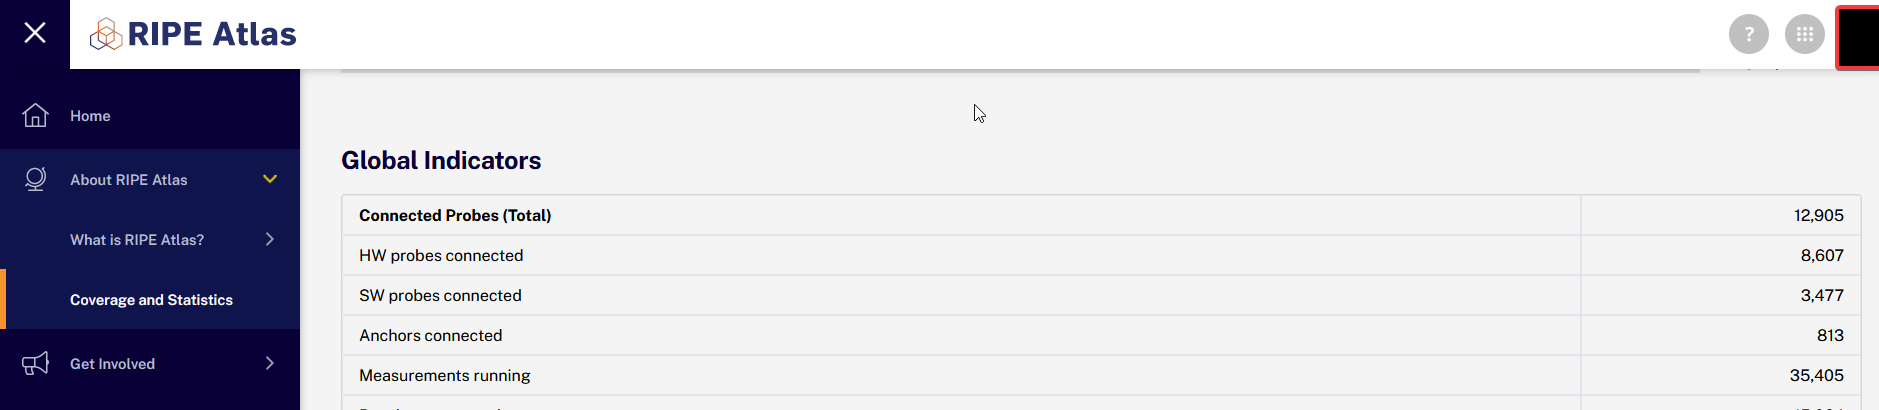 RIPE Atlas
?
Home
About RIPE Atlas
What is RIPE Atlas?
Coverage and Statistics
Get Involved
Global Indicators
Connected Probes (Total) 12,905
HW probes connected 8,607
SW probes connected 3,477
Anchors connected 813
Measurements running 35,405